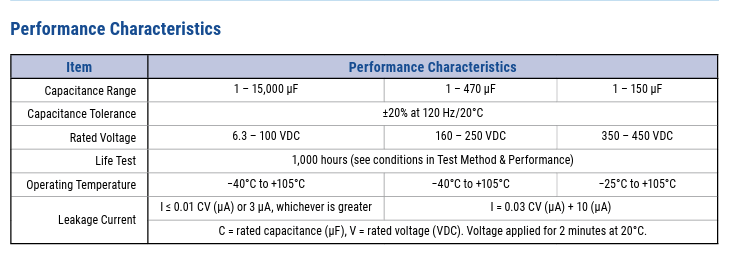 Performance Characteristics
Item Performance Characteristics
Capacitance Range 1 – 15,000 µF 1 – 470 µF 1 – 150 µF
Capacitance Tolerance ±20% at 120 Hz/20°C
Rated Voltage 6.3 – 100 VDC 160 – 250 VDC 350 – 450 VDC
Life Test 1,000 hours (see conditions in Test Method & Performance)
Operating Temperature −40°C to +105°C −40°C to +105°C −25°C to +105°C
Leakage Current I ≤ 0.01 CV (µA) or 3 µA, whichever is greater I = 0.03 CV (µA) + 10 (µA)
C = rated capacitance (µF), V = rated voltage (VDC). Voltage applied for 2 minutes at 20°C.